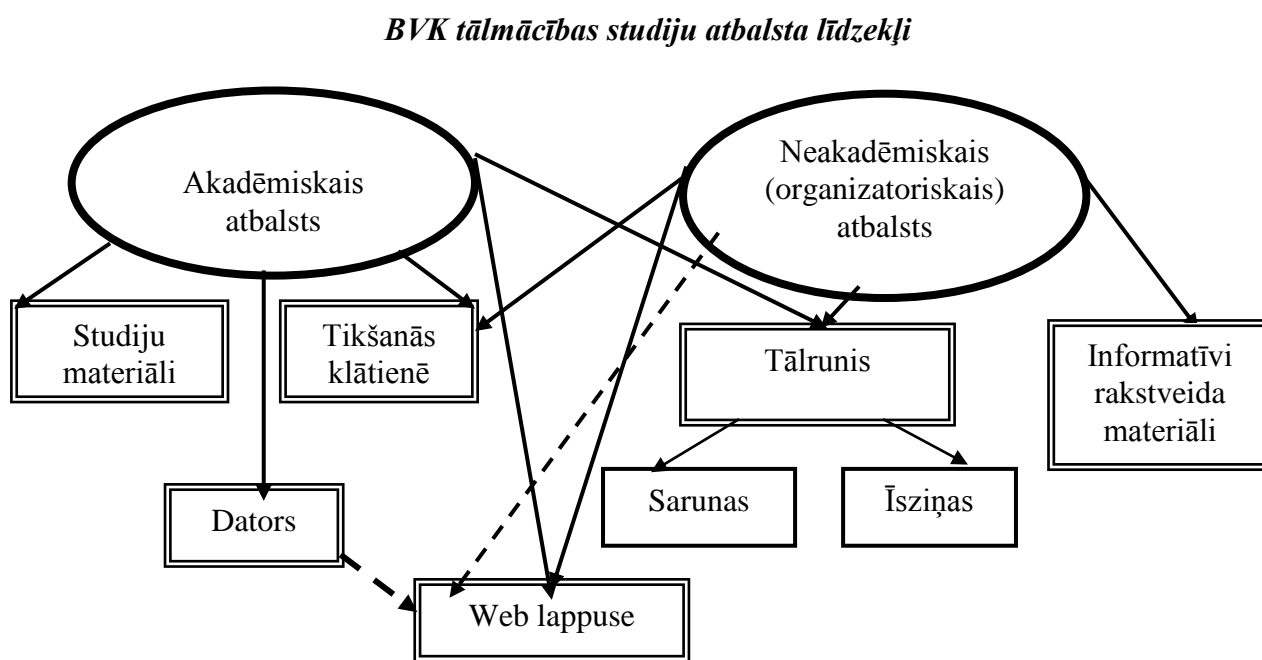 BVK tālmācības studiju atbalsta līdzekļi
Akadēmiskais
atbalsts
Neakadēmiskais
(organizatoriskais)
atbalsts
Studiju
materiāli
Tikšanās
klātienē
Tālrunis
Informatīvi
rakstveida
materiāli
Sarunas
Īsziņas
Dators
Web lappuse